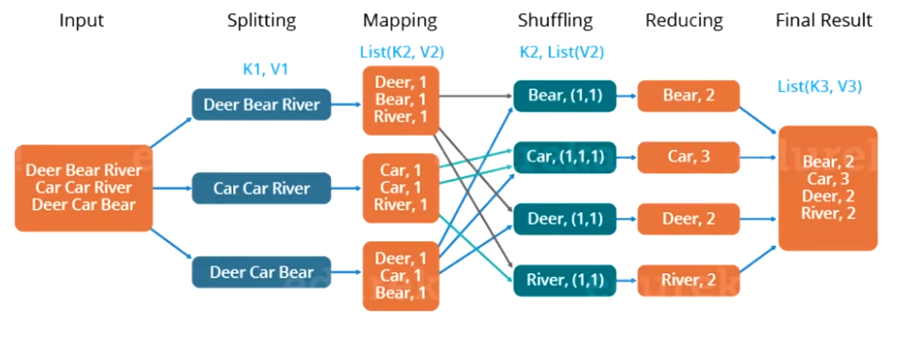 Input
Splitting
Mapping
Shuffling
Reducing
Final Result
K1, V1
List(K2, V2)
K2, List(V2)
List(K3, V3)
Deer Bear River
Car Car River
Deer Car Bear
Deer Bear River
Car Car River
Deer Car Bear
Deer, 1
Bear, 1
River, 1
Car, 1
Car, 1
River, 1
Deer, 1
Car, 1
Bear, 1
Bear, (1,1)
Car, (1,1,1)
Deer, (1,1)
River, (1,1)
Bear, 2
Car, 3
Deer, 2
River, 2
Bear, 2
Car, 3
Deer, 2
River, 2